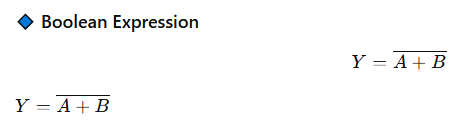 Boolean Expression
Y = \overline{A + B}
Y = \overline{A + B}